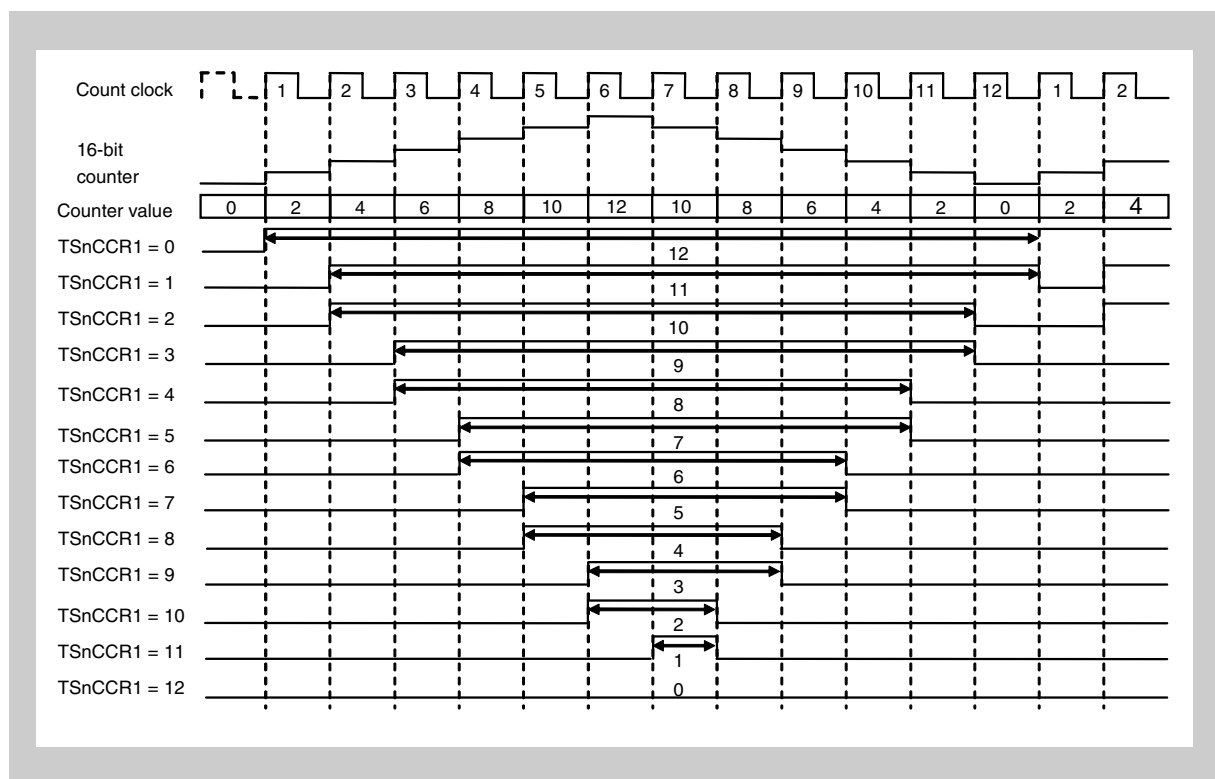 Count clock 1 2 3 4 5 6 7 8 9 10 11 12 1 2
16-bit
counter
Counter value 0 2 4 6 8 10 12 10 8 6 4 2 0 2 4
TSnCCR1 = 0
12
TSnCCR1 = 1
11
TSnCCR1 = 2
10
TSnCCR1 = 3
9
TSnCCR1 = 4
8
TSnCCR1 = 5
7
TSnCCR1 = 6
6
TSnCCR1 = 7
5
TSnCCR1 = 8
4
TSnCCR1 = 9
3
TSnCCR1 = 10
2
TSnCCR1 = 11
1
TSnCCR1 = 12
0